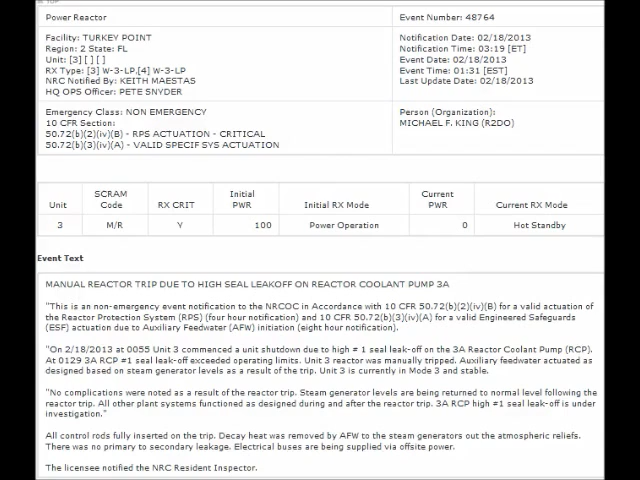 Power Reactor
Event Number: 48764
Facility: TURKEY POINT
Region: 2 State: FL
Unit: [3] [ ] [ ]
RX Type: [3] W-3-LP,[4] W-3-LP
NRC Notified By: KEITH MAESTAS
HQ OPS Officer: PETE SNYDER
Notification Date: 02/18/2013
Notification Time: 03:19 [ET]
Event Date: 02/18/2013
Event Time: 01:31 [EST]
Last Update Date: 02/18/2013
Emergency Class: NON EMERGENCY
10 CFR Section:
50.72(b)(2)(iv)(B) - RPS ACTUATION - CRITICAL
50.72(b)(3)(iv)(A) - VALID SPECIF SYS ACTUATION
Person (Organization):
MICHAEL F. KING (R2DO)
Unit SCRAM Code RX CRIT Initial PWR Initial RX Mode Current PWR Current RX Mode
3 M/R Y 100 Power Operation 0 Hot Standby
Event Text
MANUAL REACTOR TRIP DUE TO HIGH SEAL LEAKOFF ON REACTOR COOLANT PUMP 3A
"This is an non-emergency event notification to the NRCOC in Accordance with 10 CFR 50.72(b)(2)(iv)(B) for a valid actuation of
the Reactor Protection System (RPS) (four hour notification) and 10 CFR 50.72(b)(3)(iv)(A) for a valid Engineered Safeguards
(ESF) actuation due to Auxiliary Feedwater (AFW) initiation (eight hour notification).
"On 2/18/2013 at 0055 Unit 3 commenced a unit shutdown due to high # 1 seal leak-off on the 3A Reactor Coolant Pump (RCP).
At 0129 3A RCP #1 seal leak-off exceeded operating limits. Unit 3 reactor was manually tripped. Auxiliary feedwater actuated as
designed based on steam generator levels as a result of the trip. Unit 3 is currently in Mode 3 and stable.
"No complications were noted as a result of the reactor trip. Steam generator levels are being returned to normal level following the
reactor trip. All other plant systems functioned as designed during and after the reactor trip. 3A RCP high #1 seal leak-off is under
investigation."
All control rods fully inserted on the trip. Decay heat was removed by AFW to the steam generators out the atmospheric reliefs.
There was no primary to secondary leakage. Electrical buses are being supplied via offsite power.
The licensee notified the NRC Resident Inspector.